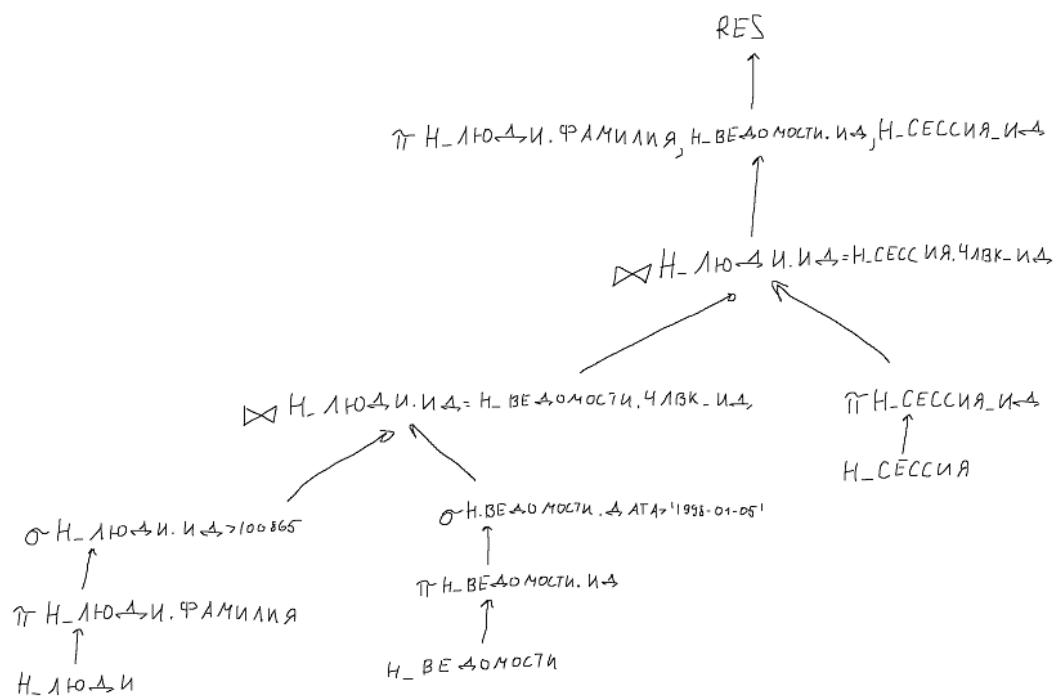 RES
π Н_ЛЮДИ.ФАМИЛИЯ, Н_ВЕДОМОСТИ.ИД, Н_СЕССИЯ_ИД
⋈ Н_ЛЮДИ.ИД=Н_СЕССИЯ.ЧЛВК_ИД
⋈ Н_ЛЮДИ.ИД= Н_ВЕДОМОСТИ.ЧЛВК_ИД
π Н_СЕССИЯ_ИД
Н_СЕССИЯ
σ Н_ЛЮДИ.ИД>100865
σ Н.ВЕДОМОСТИ.ДАТА>'1998-01-05'
π Н_ВЕДОМОСТИ.ИД
π Н_ЛЮДИ.ФАМИЛИЯ
Н_ВЕДОМОСТИ
Н_ЛЮДИ